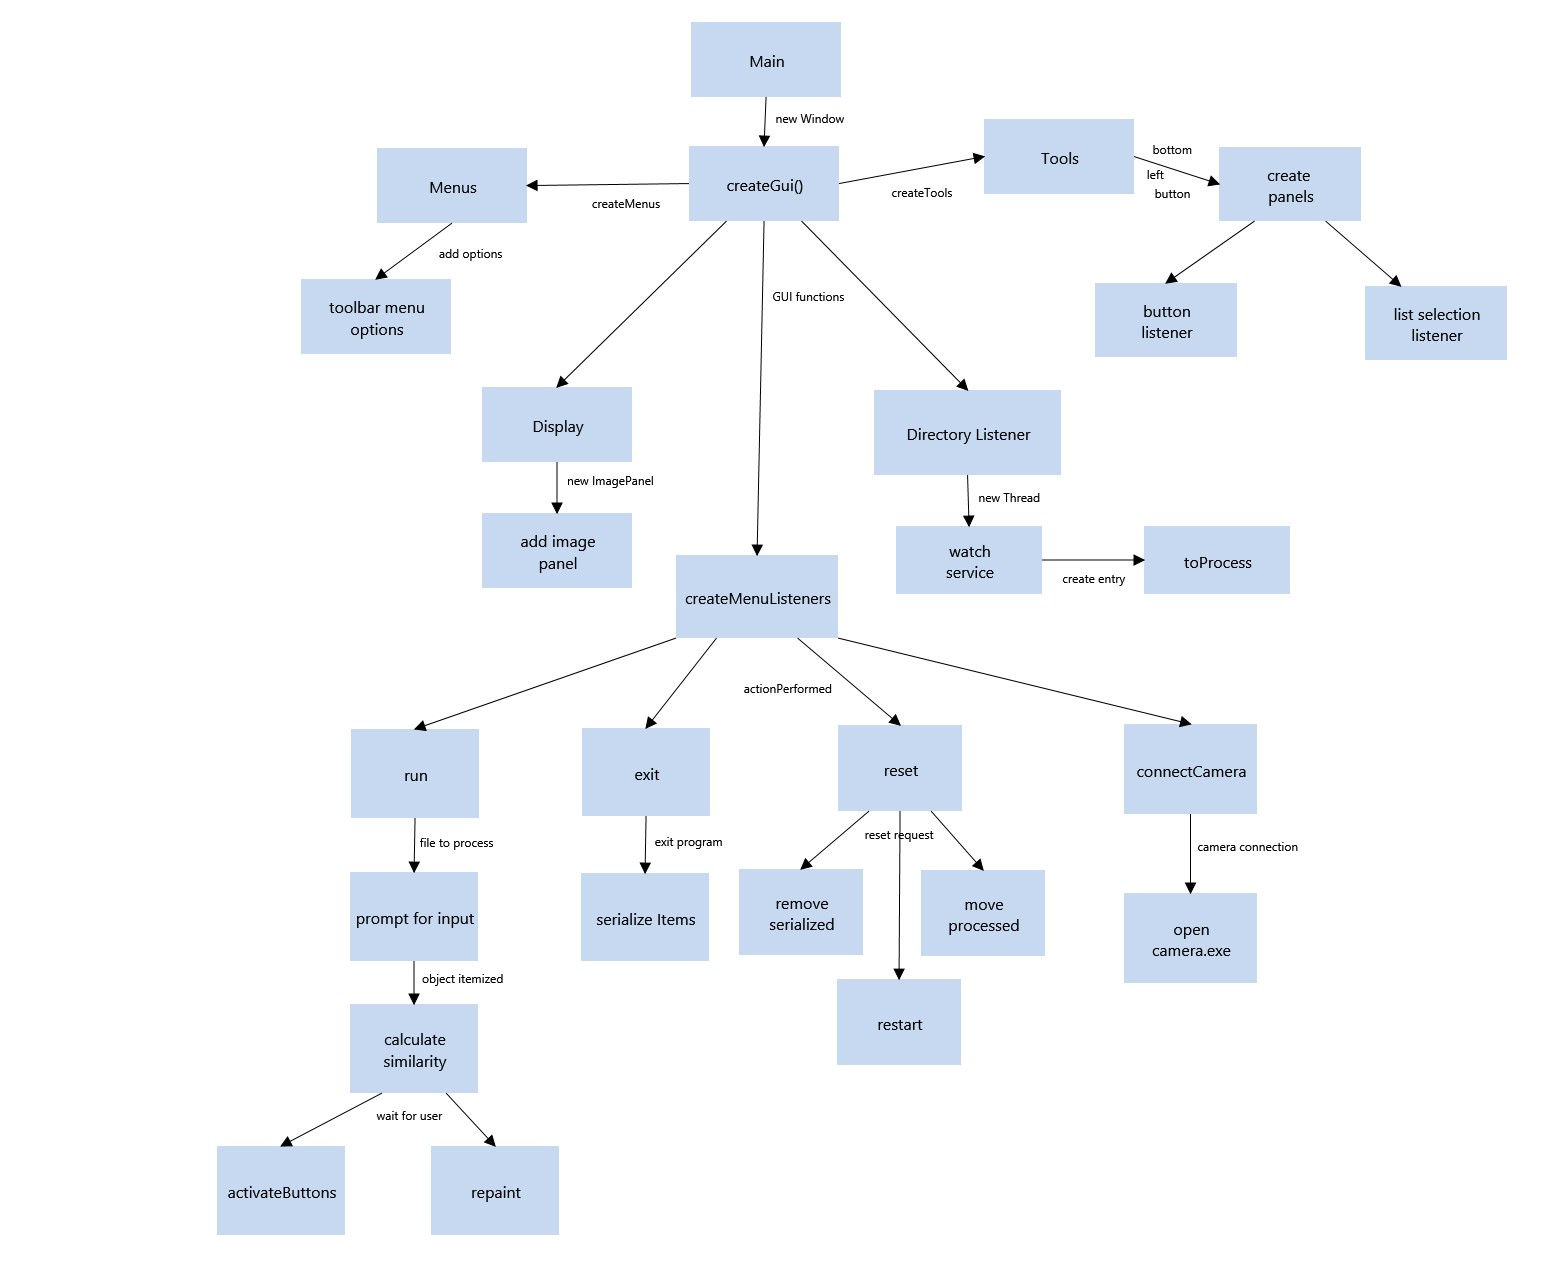 Main
new Window
createGui()
createMenus
Menus
add options
toolbar menu
options
createTools
Tools
bottom
left
button
create
panels
button
listener
list selection
listener
GUI functions
Display
new ImagePanel
add image
panel
Directory Listener
new Thread
watch
service
create entry
toProcess
createMenuListeners
actionPerformed
run
file to process
prompt for input
object itemized
calculate
similarity
wait for user
activateButtons
repaint
exit
exit program
serialize Items
reset
reset request
remove
serialized
move
processed
restart
connectCamera
camera connection
open
camera.exe